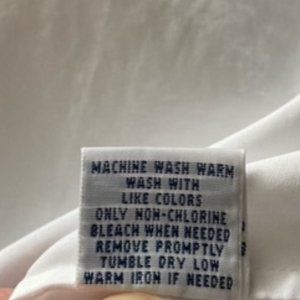 MACHINE WASH WARM
WASH WITH
LIKE COLORS
ONLY NON-CHLORINE
BLEACH WHEN NEEDED
REMOVE PROMPTLY
TUMBLE DRY LOW
WARM IRON IF NEEDED